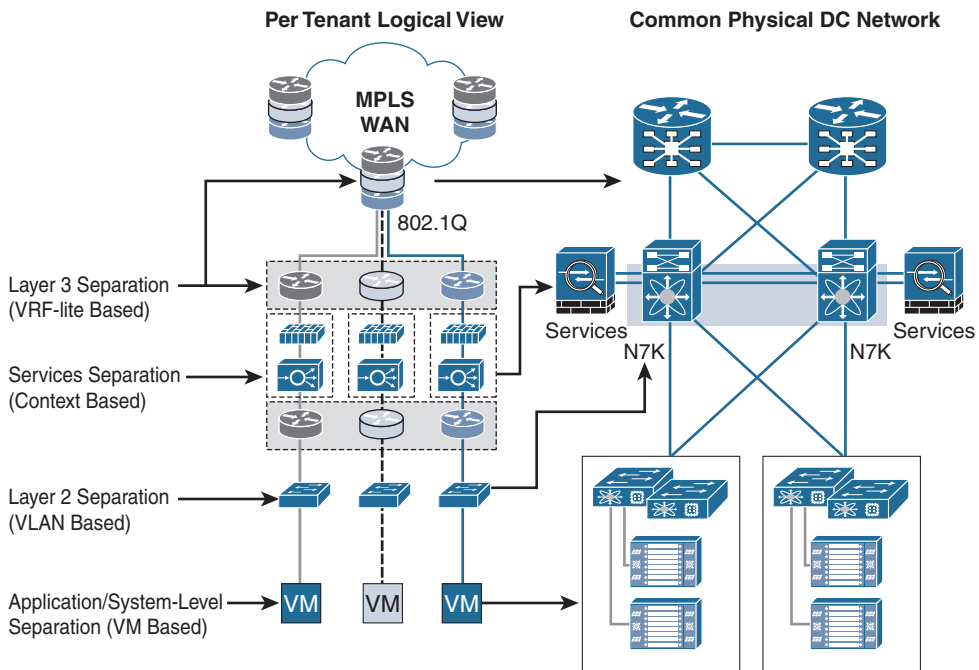 Per Tenant Logical View
Common Physical DC Network
MPLS
WAN
802.1Q
Layer 3 Separation
(VRF-lite Based)
Services
Services
N7K
N7K
Services Separation
(Context Based)
Layer 2 Separation
(VLAN Based)
Application/System-Level
Separation (VM Based)
VM
VM
VM